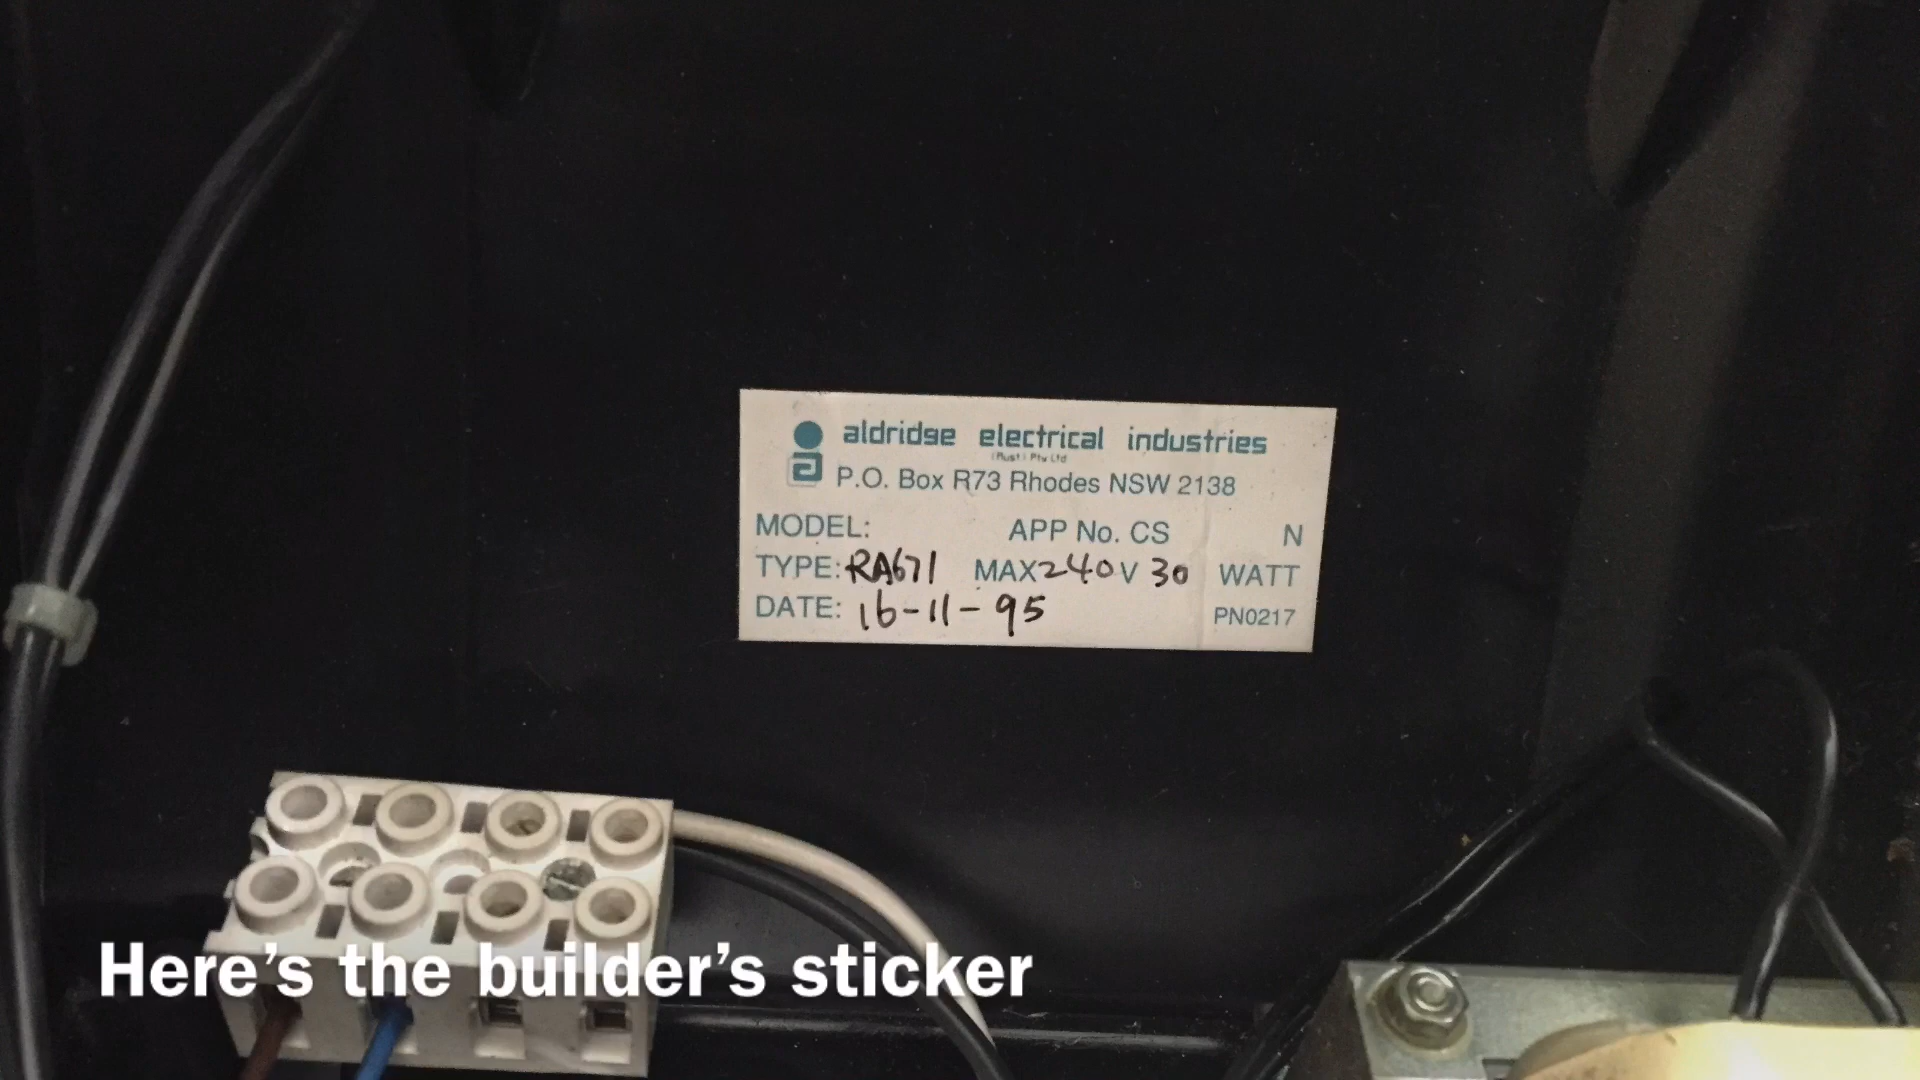 aldridge electrical industries
(Aust) Pty Ltd
P.O. Box R73 Rhodes NSW 2138
MODEL: APP No. CS N
TYPE: RA671 MAX 240 V 30 WATT
DATE: 16-11-95 PN0217
Here's the builder's sticker